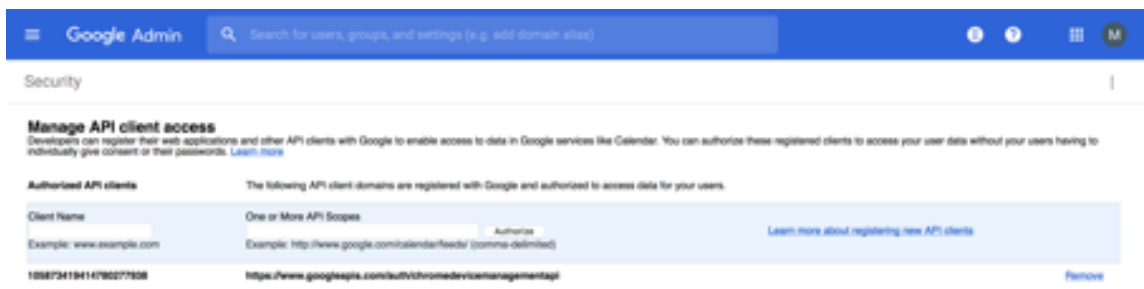 Google Admin
Search for users, groups, and settings (e.g. add domain alias)
M
Security
Manage API client access
Developers can register their web applications and other API clients with Google to enable access to data in Google services like Calendar. You can authorize these registered clients to access your user data without your users having to
individually give consent or their passwords. Learn more
Authorized API clients The following API client domains are registered with Google and authorized to access data for your users.
Client Name One or More API Scopes
Authorize Learn more about registering new API clients
Example: www.example.com Example: http://www.google.com/calendar/feeds/ (comma-delimited)
https://www.googleapis.com/auth/chromedevicemanagementapi Remove